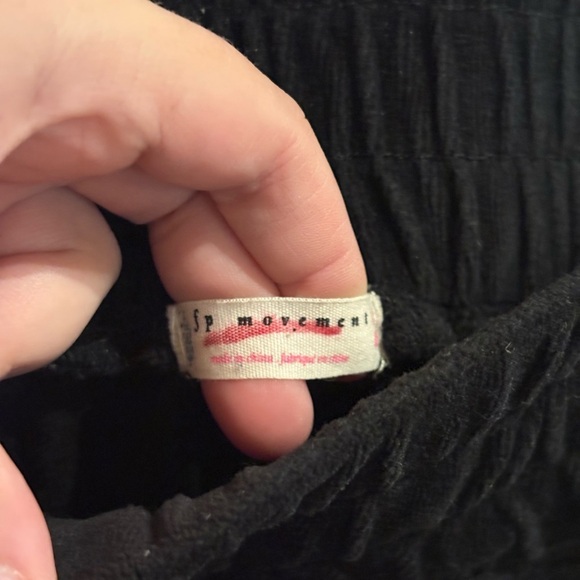 fp movement
made in china fabriqué en chine